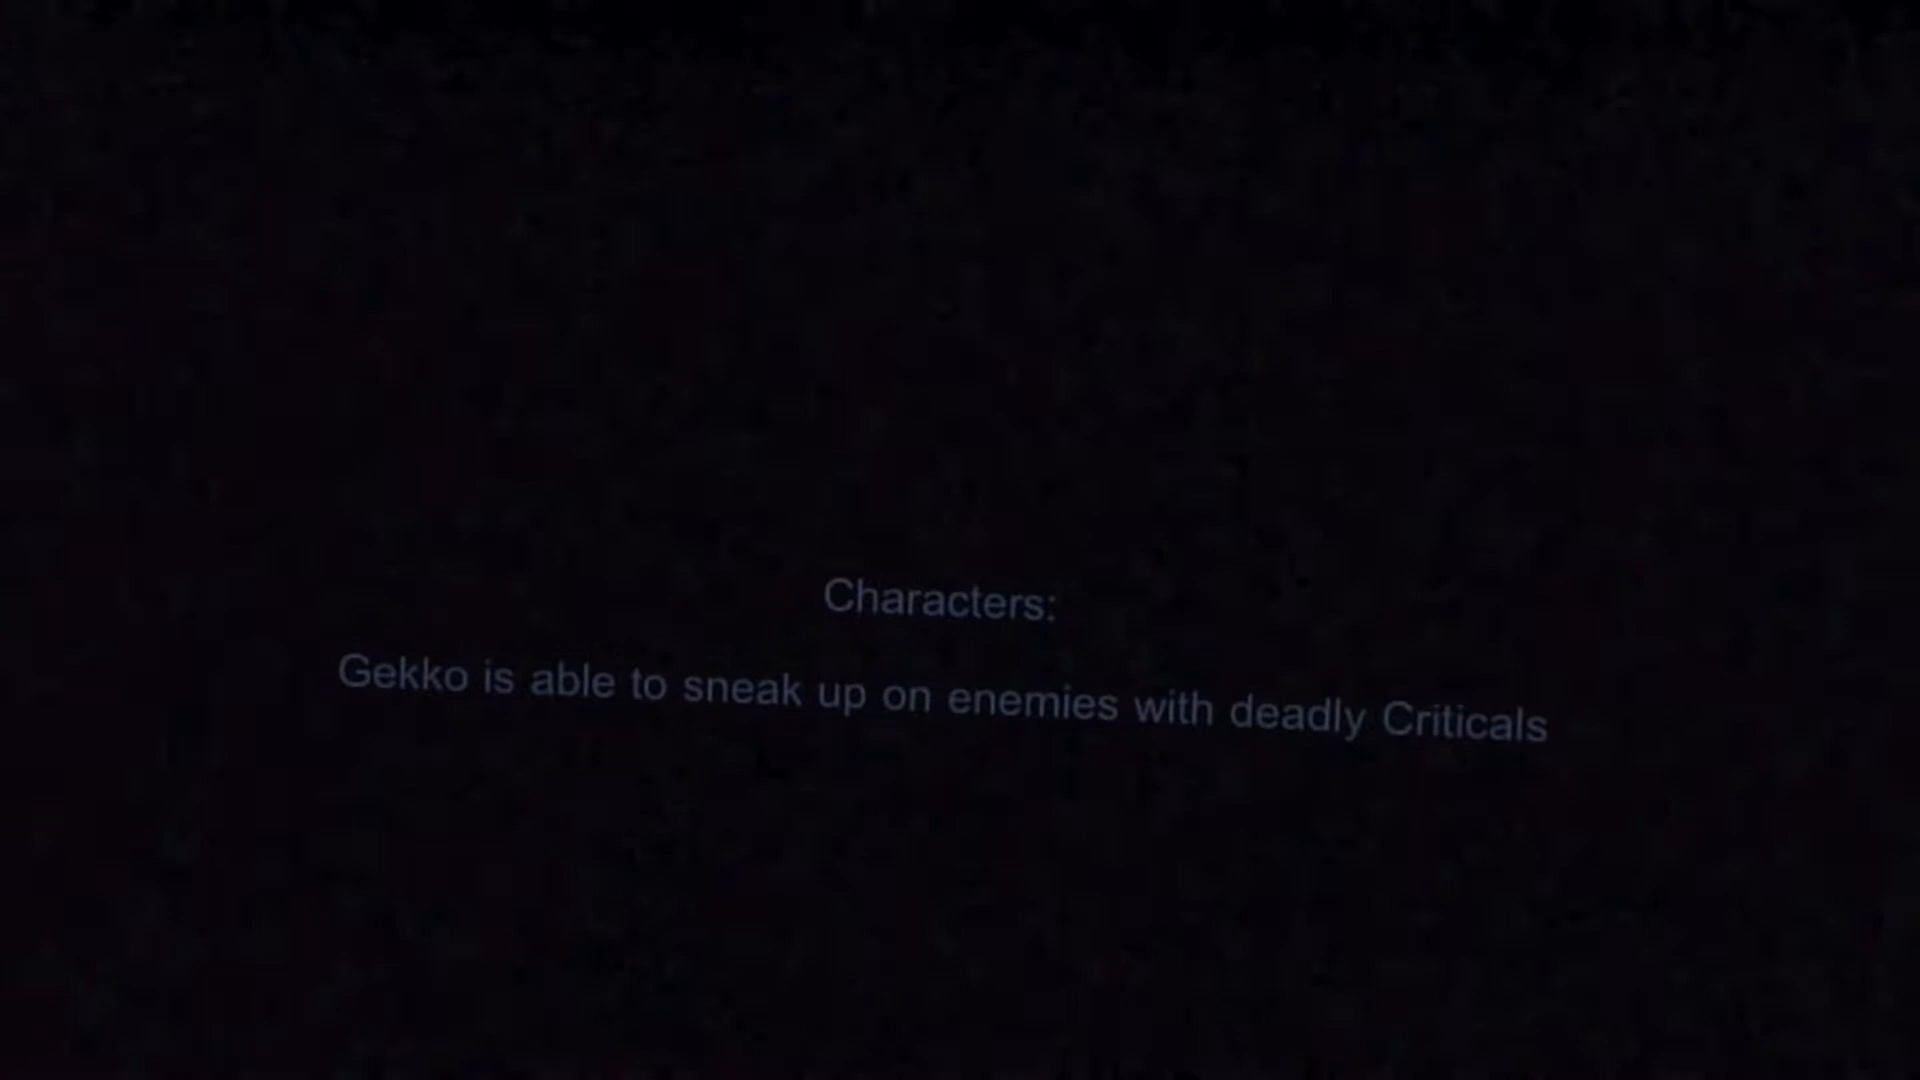 Characters:
Gekko is able to sneak up on enemies with deadly Criticals